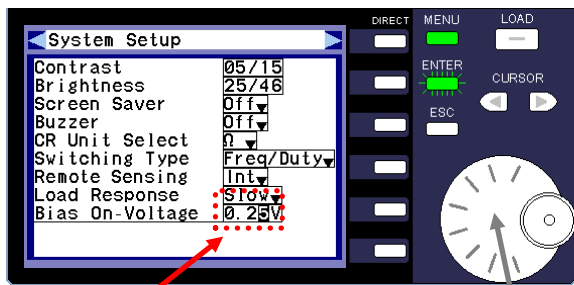 DIRECT MENU LOAD
System Setup
Contrast 05/15
Brightness 25/46
Screen Saver Off
Buzzer Off
CR Unit Select Ω
Switching Type Freq/Duty
Remote Sensing Int
Load Response Slow
Bias On-Voltage 0.25V
ENTER
CURSOR
ESC